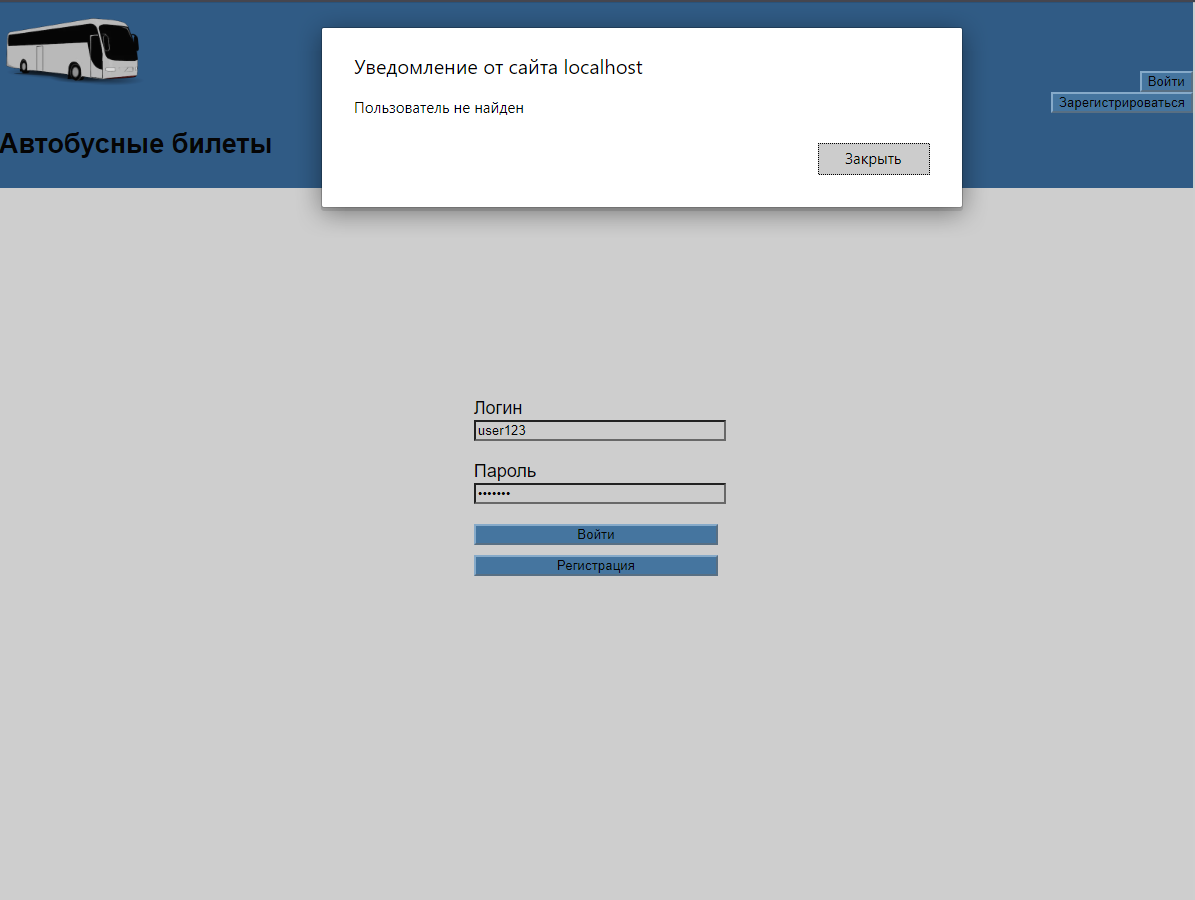 Уведомление от сайта localhost
Пользователь не найден
Закрыть
Войти
Зарегистрироваться
Автобусные билеты
Логин
user123
Пароль
•••••••
Войти
Регистрация